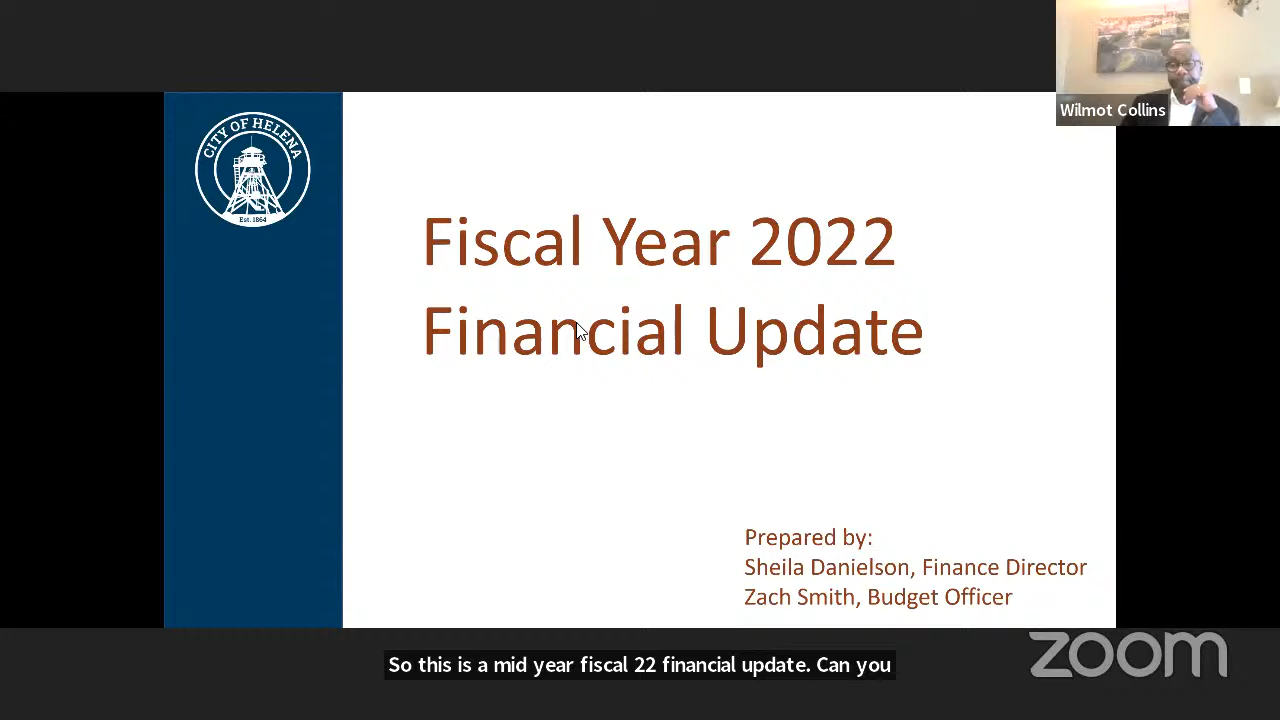 Wilmot Collins
CITY OF HELENA
Est. 1864
Fiscal Year 2022
Financial Update
Prepared by:
Sheila Danielson, Finance Director
Zach Smith, Budget Officer
zoom
So this is a mid year fiscal 22 financial update. Can you